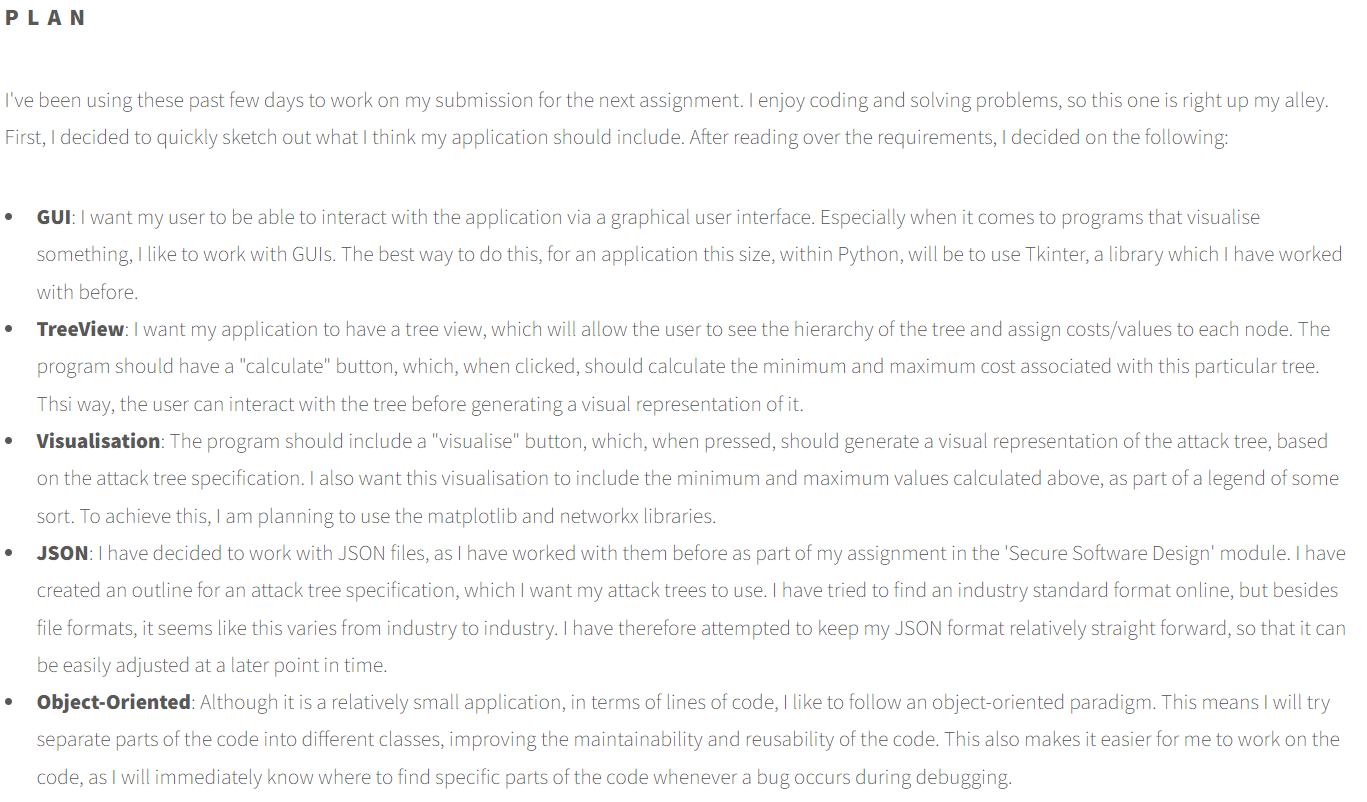 PLAN
I've been using these past few days to work on my submission for the next assignment. I enjoy coding and solving problems, so this one is right up my alley.
First, I decided to quickly sketch out what I think my application should include. After reading over the requirements, I decided on the following:
• GUI: I want my user to be able to interact with the application via a graphical user interface. Especially when it comes to programs that visualise
something, I like to work with GUIs. The best way to do this, for an application this size, within Python, will be to use Tkinter, a library which I have worked
with before.
• TreeView: I want my application to have a tree view, which will allow the user to see the hierarchy of the tree and assign costs/values to each node. The
program should have a "calculate" button, which, when clicked, should calculate the minimum and maximum cost associated with this particular tree.
Thsi way, the user can interact with the tree before generating a visual representation of it.
• Visualisation: The program should include a "visualise" button, which, when pressed, should generate a visual representation of the attack tree, based
on the attack tree specification. I also want this visualisation to include the minimum and maximum values calculated above, as part of a legend of some
sort. To achieve this, I am planning to use the matplotlib and networkx libraries.
• JSON: I have decided to work with JSON files, as I have worked with them before as part of my assignment in the 'Secure Software Design' module. I have
created an outline for an attack tree specification, which I want my attack trees to use. I have tried to find an industry standard format online, but besides
file formats, it seems like this varies from industry to industry. I have therefore attempted to keep my JSON format relatively straight forward, so that it can
be easily adjusted at a later point in time.
• Object-Oriented: Although it is a relatively small application, in terms of lines of code, I like to follow an object-oriented paradigm. This means I will try
separate parts of the code into different classes, improving the maintainability and reusability of the code. This also makes it easier for me to work on the
code, as I will immediately know where to find specific parts of the code whenever a bug occurs during debugging.